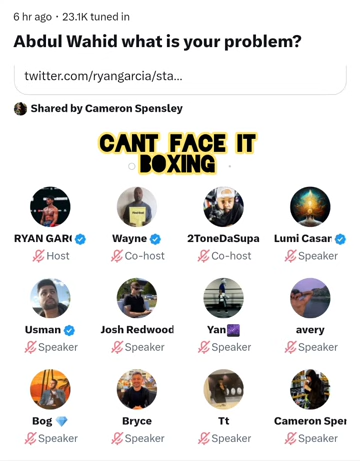 6 hr ago · 23.1K tuned in
Abdul Wahid what is your problem?
twitter.com/ryangarcia/sta...
Shared by Cameron Spensley
CANT FACE IT
BOXING
RYAN GAR Wayne 2ToneDaSupa Lumi Casar
Host Co-host Co-host Speaker
Usman Josh Redwood Yan avery
Speaker Speaker Speaker Speaker
Bog 💎 Bryce Tt Cameron Spen
Speaker Speaker Speaker Speaker